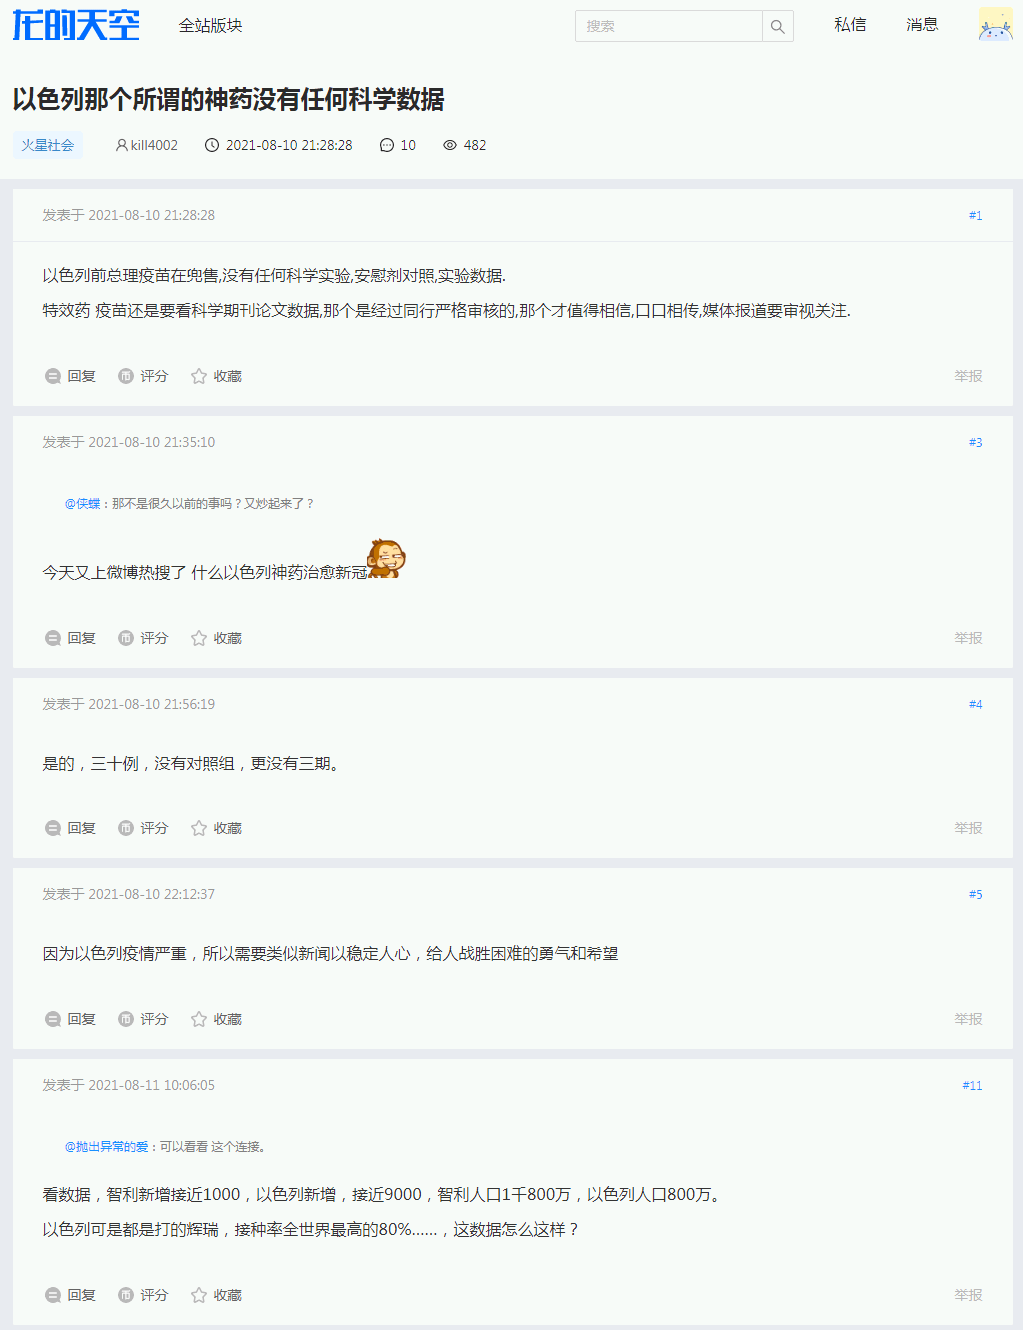 龙的天空
全站版块
搜索
私信
消息
以色列那个所谓的神药没有任何科学数据
火星社会
kill4002
2021-08-10 21:28:28
10
482
发表于 2021-08-10 21:28:28
#1
以色列前总理疫苗在兜售,没有任何科学实验,安慰剂对照,实验数据.
特效药 疫苗还是要看科学期刊论文数据,那个是经过同行严格审核的,那个才值得相信,口口相传,媒体报道要审视关注.
回复
评分
收藏
举报
发表于 2021-08-10 21:35:10
#3
@侠蝶：那不是很久以前的事吗？又炒起来了？
今天又上微博热搜了 什么以色列神药治愈新冠
回复
评分
收藏
举报
发表于 2021-08-10 21:56:19
#4
是的，三十例，没有对照组，更没有三期。
回复
评分
收藏
举报
发表于 2021-08-10 22:12:37
#5
因为以色列疫情严重，所以需要类似新闻以稳定人心，给人战胜困难的勇气和希望
回复
评分
收藏
举报
发表于 2021-08-11 10:06:05
#11
@抛出异常的爱：可以看看 这个连接。
看数据，智利新增接近1000，以色列新增，接近9000，智利人口1千800万，以色列人口800万。
以色列可是都是打的辉瑞，接种率全世界最高的80%……，这数据怎么这样？
回复
评分
收藏
举报